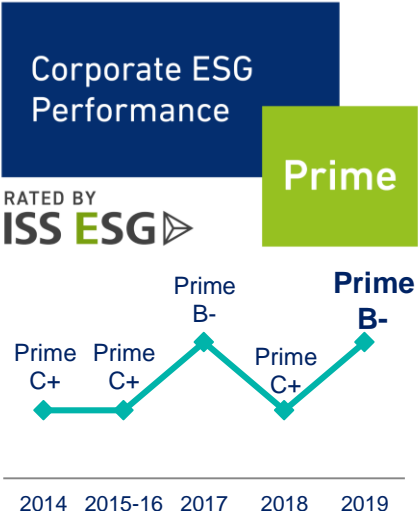 Corporate ESG
Performance
Prime
RATED BY
ISS ESG
Prime
B-
Prime
B-
Prime
C+
Prime
C+
Prime
C+
2014 2015-16 2017 2018 2019